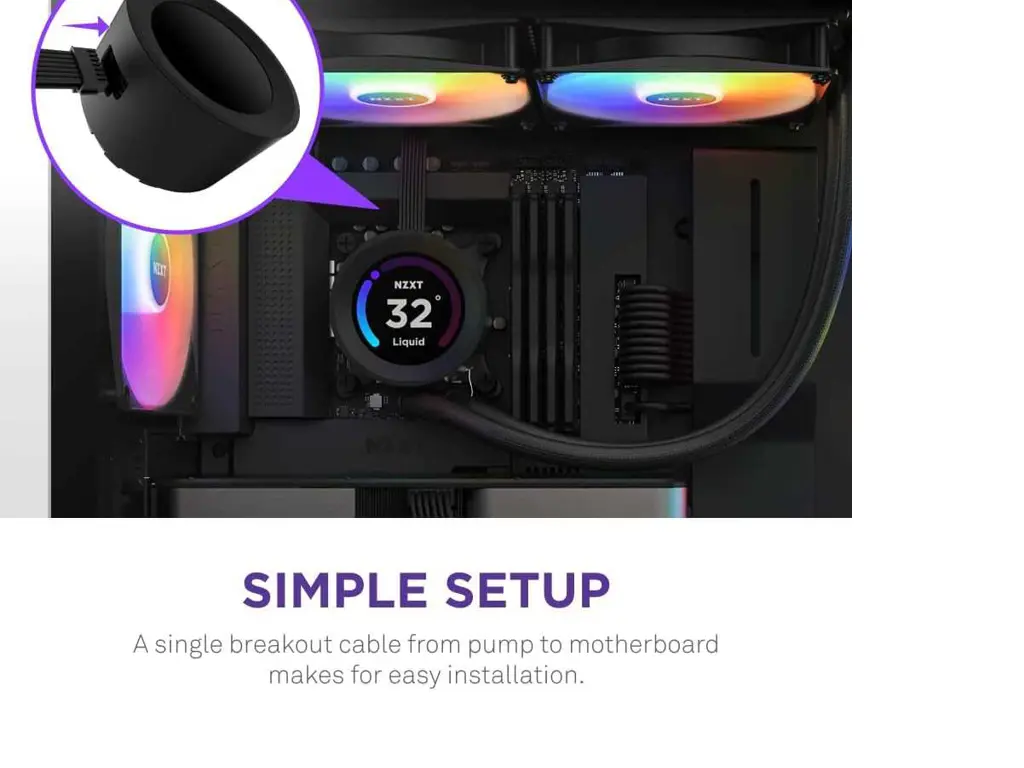 NZXT
NZXT
NZXT
NZXT
32°
Liquid
SIMPLE SETUP
A single breakout cable from pump to motherboard
makes for easy installation.